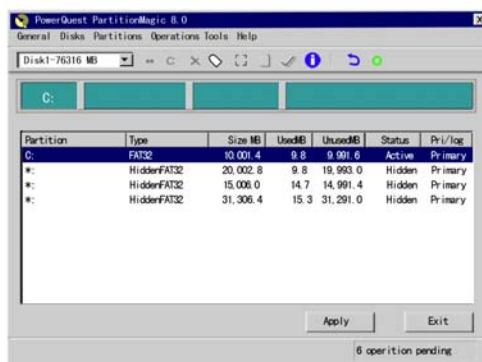 PowerQuest PartitionMagic 8.0
General Disks Partitions Operations Tools Help
Disk1-76316 MB
C:
Partition Type Size MB UsedMB UnusedMB Status Pri/log
C: FAT32 10,001.4 9.8 9.991.6 Active Primary
*: HiddenFAT32 20,002.8 9.8 19,993.0 Hidden Primary
*: HiddenFAT32 15,006.0 14.7 14,991.4 Hidden Primary
*: HiddenFAT32 31,306.4 15.3 31,291.0 Hidden Primary
Apply Exit
6 operition pending